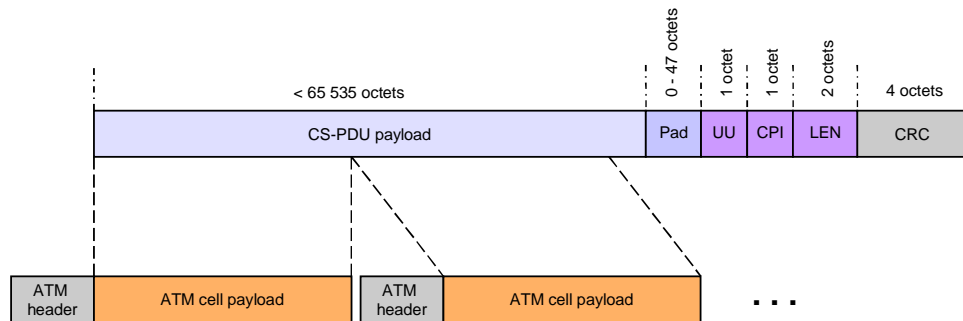 0 - 47 octets
1 octet
1 octet
2 octets
< 65 535 octets
4 octets
CS-PDU payload
Pad
UU
CPI
LEN
CRC
ATM
header
ATM cell payload
ATM
header
ATM cell payload
. . .